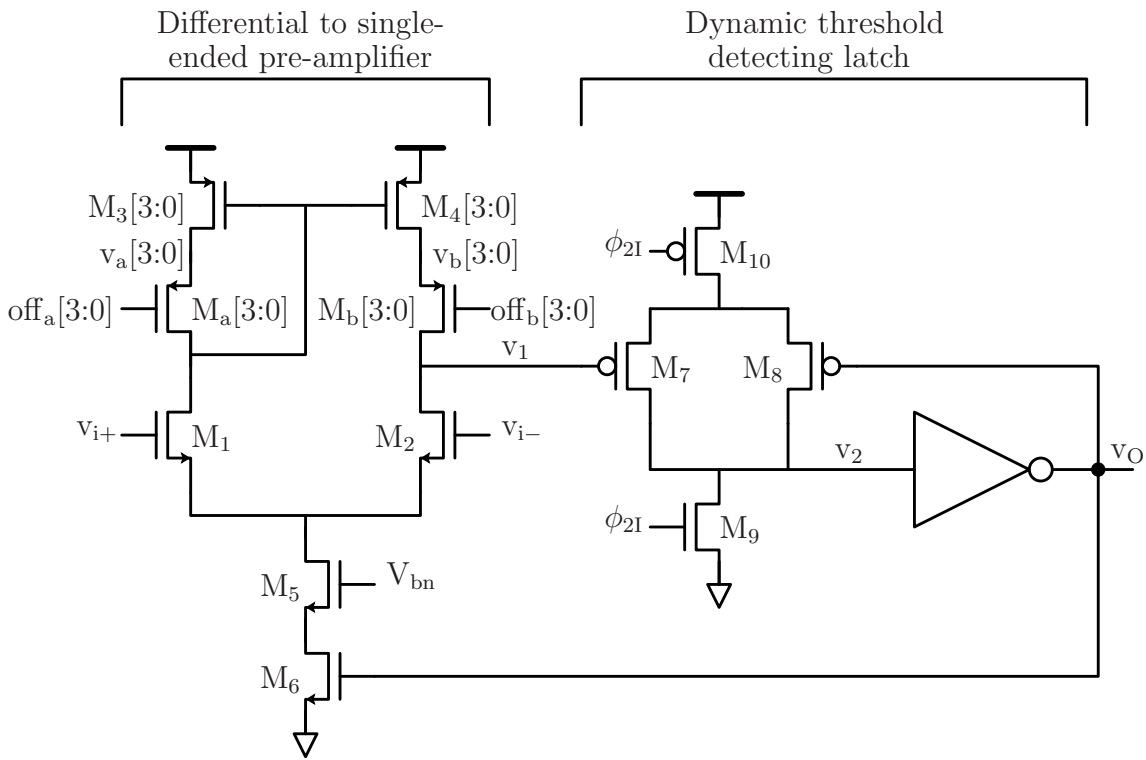 Differential to single-
ended pre-amplifier
Dynamic threshold
detecting latch
M3[3:0]
M4[3:0]
va[3:0]
vb[3:0]
ϕ2I
M10
offa[3:0]
Ma[3:0]
Mb[3:0]
offb[3:0]
v1
M7
M8
vi+
M1
M2
vi−
v2
vO
ϕ2I
M9
M5
Vbn
M6